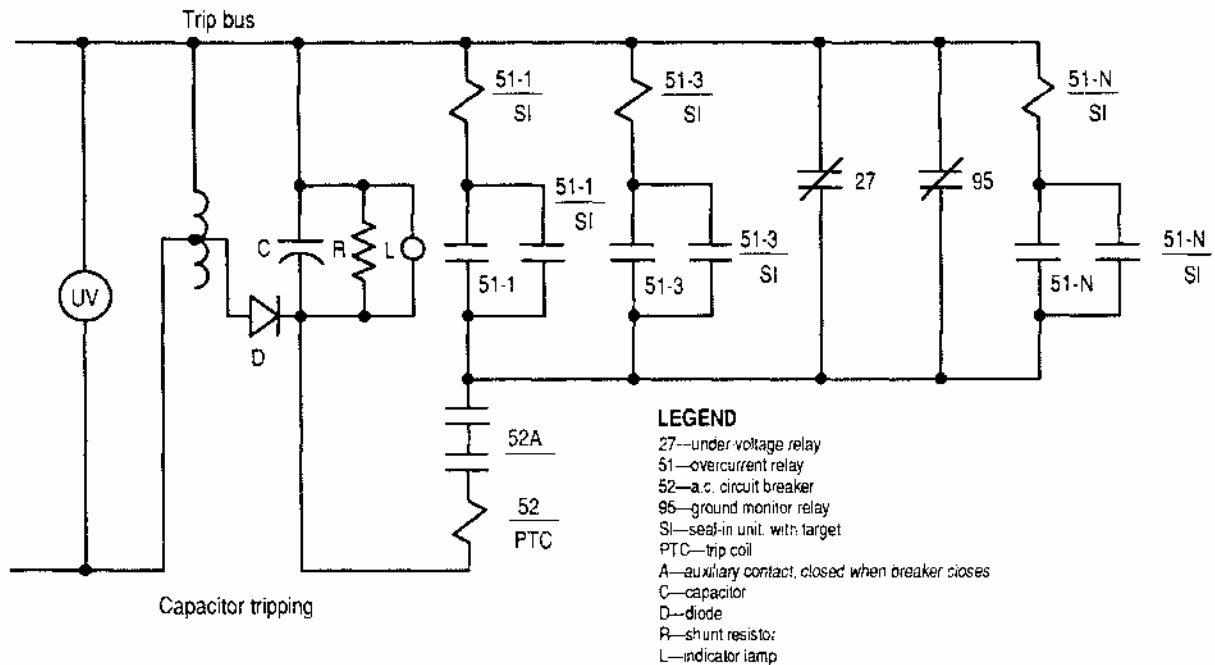 Trip bus
51-1
SI
51-3
SI
51-N
SI
51-1
SI
27
95
C
R
L
51-3
SI
51-N
SI
51-1
51-3
51-N
UV
D
52A
52
PTC
Capacitor tripping
LEGEND
27—under-voltage relay
51—overcurrent relay
52—a.c. circuit breaker
95—ground monitor relay
SI—seal-in unit, with target
PTC—trip coil
A—auxiliary contact, closed when breaker closes
C—capacitor
D—diode
R—shunt resistor
L—indicator lamp